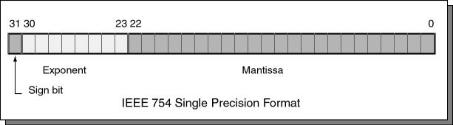 31 30 23 22 0
Exponent Mantissa
Sign bit
IEEE 754 Single Precision Format